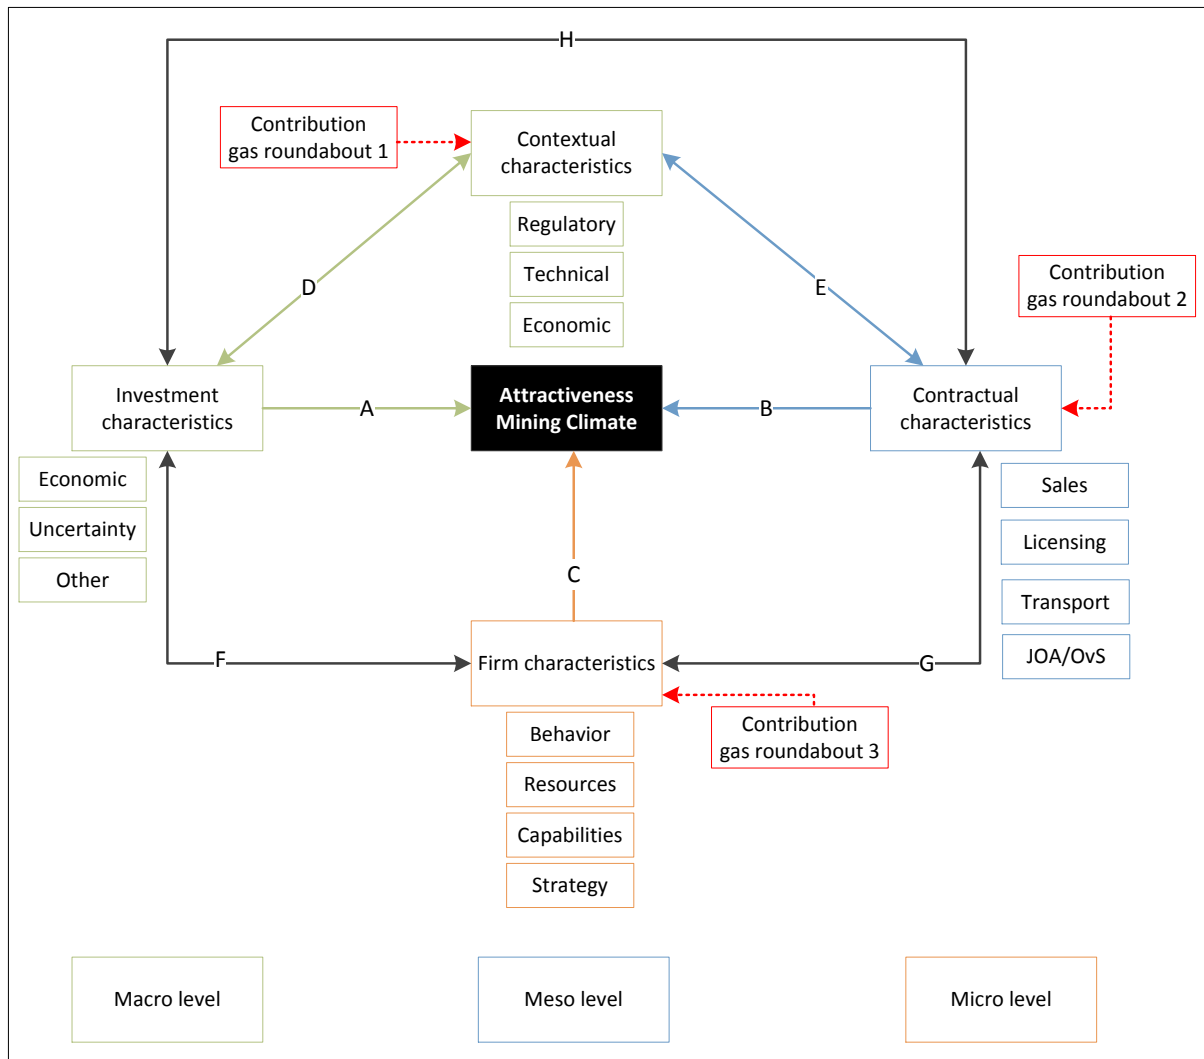 H
Contribution
gas roundabout 1
Contextual
characteristics
Regulatory
Technical
Economic
D
E
Contribution
gas roundabout 2
Investment
characteristics
A
Attractiveness
Mining Climate
B
Contractual
characteristics
Economic
Uncertainty
Other
Sales
Licensing
Transport
JOA/OvS
C
F
Firm characteristics
G
Contribution
gas roundabout 3
Behavior
Resources
Capabilities
Strategy
Macro level
Meso level
Micro level